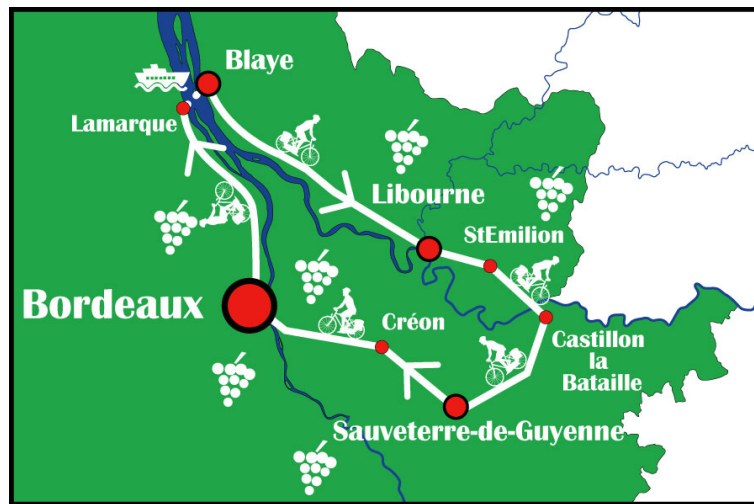 Blaye
Lamarque
Libourne
StEmilion
Bordeaux
Créon
Castillon
la
Bataille
Sauveterre-de-Guyenne